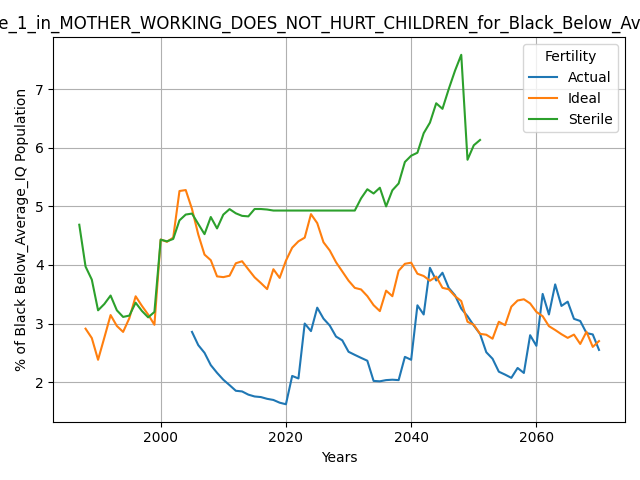 e_1_in_MOTHER_WORKING_DOES_NOT_HURT_CHILDREN_for_Black_Below_Av
Fertility
Actual
Ideal
Sterile
% of Black Below_Average_IQ Population
7
6
5
4
3
2
2000
2020
2040
2060
Years